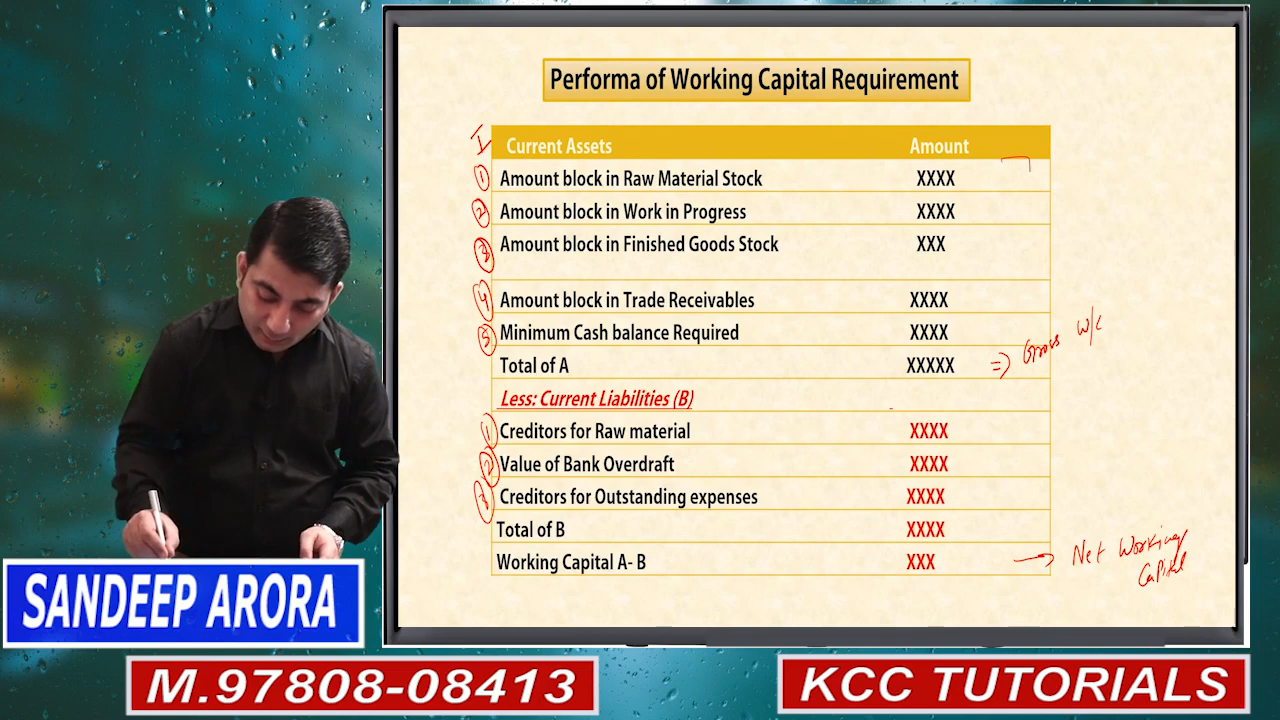 Performa of Working Capital Requirement
I Current Assets Amount
1 Amount block in Raw Material Stock XXXX
2 Amount block in Work in Progress XXXX
3 Amount block in Finished Goods Stock XXX
4 Amount block in Trade Receivables XXXX
5 Minimum Cash balance Required XXXX
Total of A XXXXX => Gross W/C
Less: Current Liabilities (B)
1 Creditors for Raw material XXXX
2 Value of Bank Overdraft XXXX
3 Creditors for Outstanding expenses XXXX
Total of B XXXX
Working Capital A- B XXX → Net Working
Capital
SANDEEP ARORA
M.97808-08413
KCC TUTORIALS